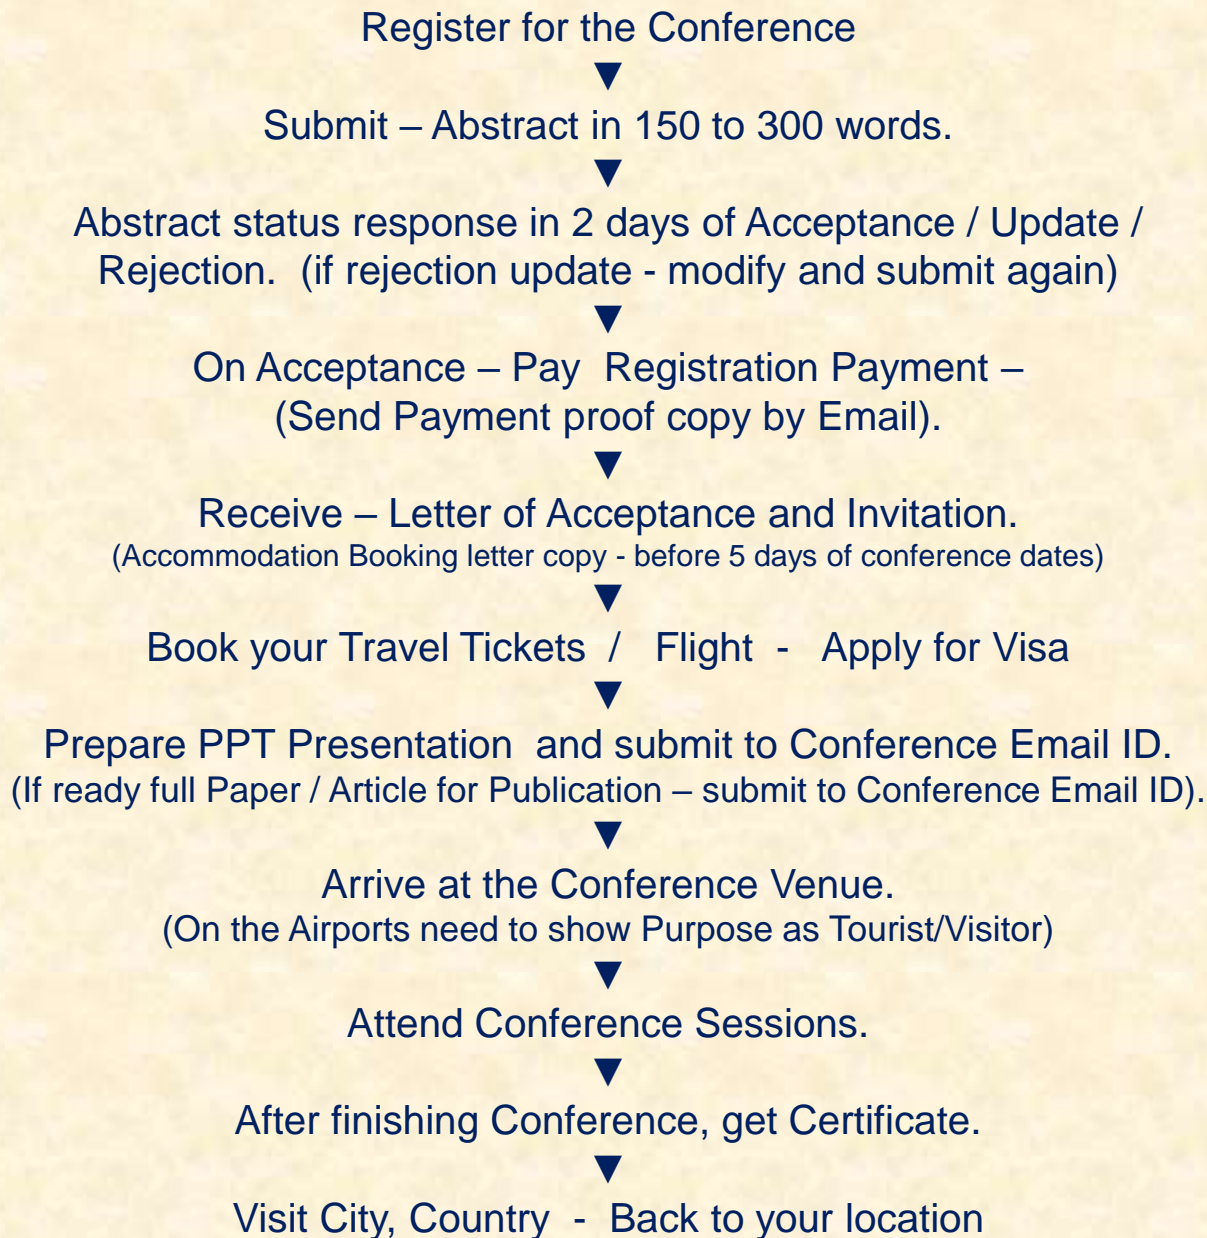 Register for the Conference
▼
Submit – Abstract in 150 to 300 words.
▼
Abstract status response in 2 days of Acceptance / Update /
Rejection.  (if rejection update - modify and submit again)
▼
On Acceptance – Pay  Registration Payment –
(Send Payment proof copy by Email).
▼
Receive – Letter of Acceptance and Invitation.
(Accommodation Booking letter copy - before 5 days of conference dates)
▼
Book your Travel Tickets  /   Flight  -   Apply for Visa
▼
Prepare PPT Presentation  and submit to Conference Email ID.
(If ready full Paper / Article for Publication – submit to Conference Email ID).
▼
Arrive at the Conference Venue.
(On the Airports need to show Purpose as Tourist/Visitor)
▼
Attend Conference Sessions.
▼
After finishing Conference, get Certificate.
▼
Visit City, Country  -  Back to your location